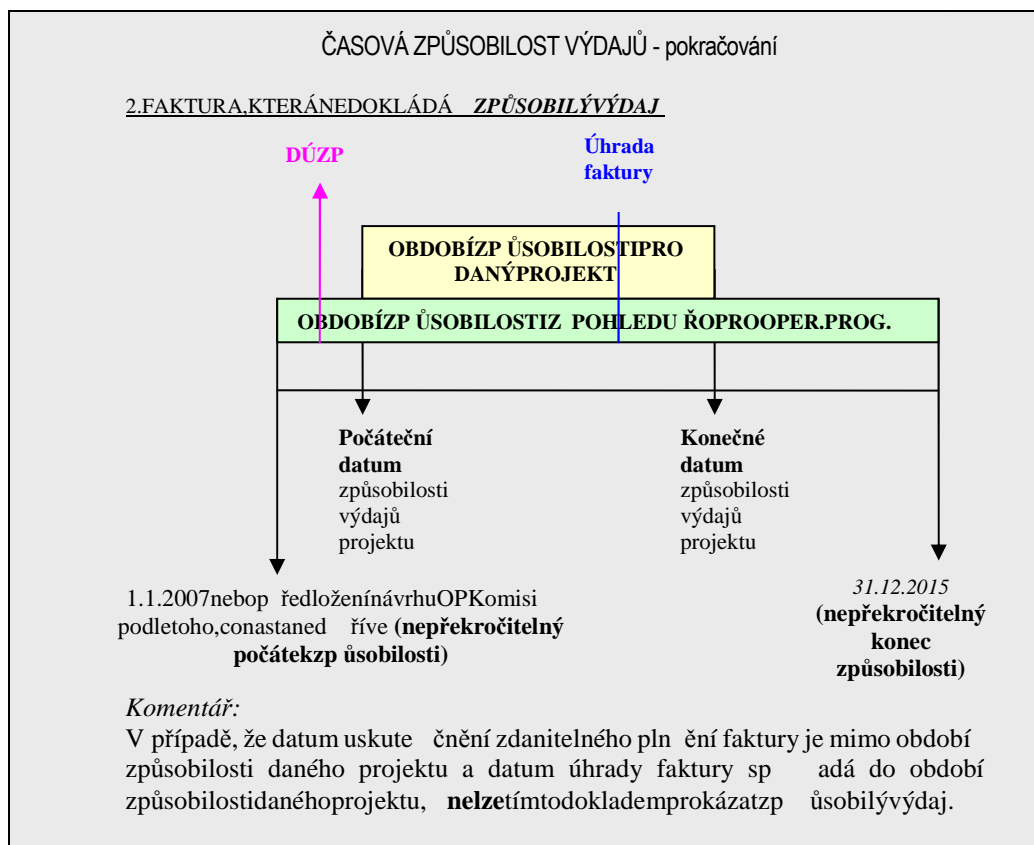 ČASOVÁ ZPŮSOBILOST VÝDAJŮ - pokračování
2.FAKTURA,KTERÁNEDOKLÁDÁ ZPŮSOBILÝVÝDAJ
DÚZP
Úhrada
faktury
OBDOBÍZP ŮSOBILOSTIPRO
DANÝPROJEKT
OBDOBÍZP ŮSOBILOSTIZ POHLEDU ŘOPROOPER.PROG.
Počáteční
datum
způsobilosti
výdajů
projektu
Konečné
datum
způsobilosti
výdajů
projektu
1.1.2007nebop ředloženínávrhuOPKomisi
podletoho,conastaned říve (nepřekročitelný
počátekzp ůsobilosti)
31.12.2015
(nepřekročitelný
konec
způsobilosti)
Komentář:
V případě, že datum uskute čnění zdanitelného pln ění faktury je mimo období
způsobilosti daného projektu a datum úhrady faktury sp adá do období
způsobilostidanéhoprojektu, nelzetímtodoklademprokázatzp ůsobilývýdaj.